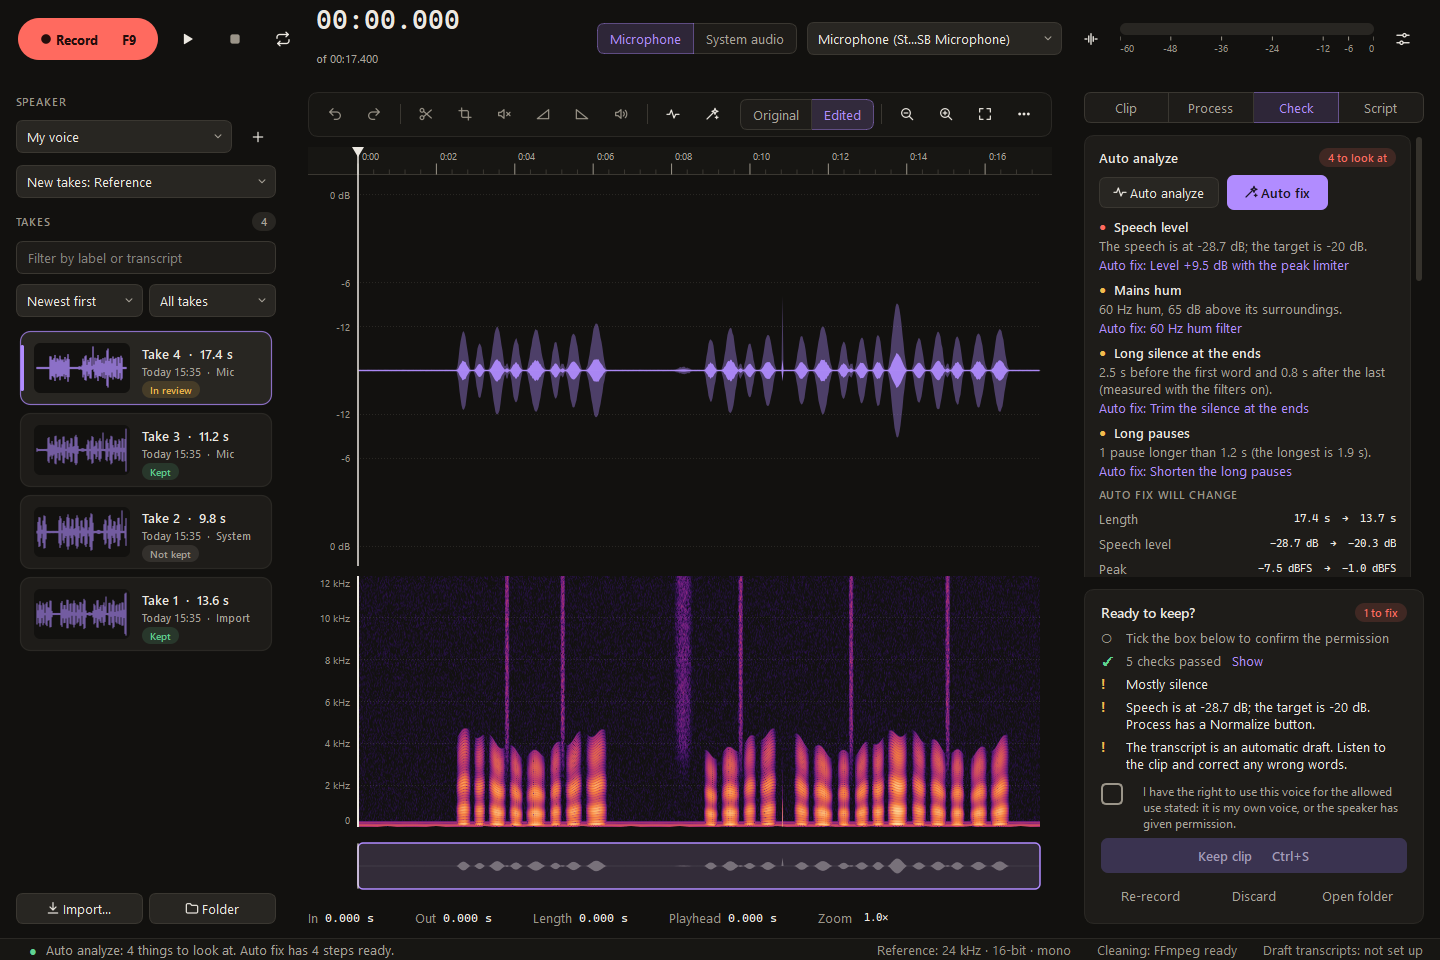 Record F9
00:00.000
of 00:17.400
Microphone
System audio
Microphone (St...SB Microphone)
-60 -48 -36 -24 -12 -6 0
SPEAKER
My voice
New takes: Reference
TAKES 4
Filter by label or transcript
Newest first
All takes
Take 4 · 17.4 s
Today 15:35 · Mic
In review
Take 3 · 11.2 s
Today 15:35 · Mic
Kept
Take 2 · 9.8 s
Today 15:35 · System
Not kept
Take 1 · 13.6 s
Today 15:35 · Import
Kept
Import...
Folder
Original
Edited
0:00 0:02 0:04 0:06 0:08 0:10 0:12 0:14 0:16
0 dB
-6
-12
-12
-6
0 dB
12 kHz
10 kHz
8 kHz
6 kHz
4 kHz
2 kHz
0
In 0.000 s
Out 0.000 s
Length 0.000 s
Playhead 0.000 s
Zoom 1.0×
Clip
Process
Check
Script
Auto analyze
4 to look at
Auto analyze
Auto fix
Speech level
The speech is at -28.7 dB; the target is -20 dB.
Auto fix: Level +9.5 dB with the peak limiter
Mains hum
60 Hz hum, 65 dB above its surroundings.
Auto fix: 60 Hz hum filter
Long silence at the ends
2.5 s before the first word and 0.8 s after the last
(measured with the filters on).
Auto fix: Trim the silence at the ends
Long pauses
1 pause longer than 1.2 s (the longest is 1.9 s).
Auto fix: Shorten the long pauses
AUTO FIX WILL CHANGE
Length 17.4 s → 13.7 s
Speech level −28.7 dB → −20.3 dB
Peak −7.5 dBFS → −1.0 dBFS
Ready to keep?
1 to fix
Tick the box below to confirm the permission
5 checks passed Show
! Mostly silence
! Speech is at -28.7 dB; the target is -20 dB.
Process has a Normalize button.
! The transcript is an automatic draft. Listen to
the clip and correct any wrong words.
I have the right to use this voice for the allowed
use stated: it is my own voice, or the speaker has
given permission.
Keep clip Ctrl+S
Re-record
Discard
Open folder
Auto analyze: 4 things to look at. Auto fix has 4 steps ready.
Reference: 24 kHz · 16-bit · mono
Cleaning: FFmpeg ready
Draft transcripts: not set up